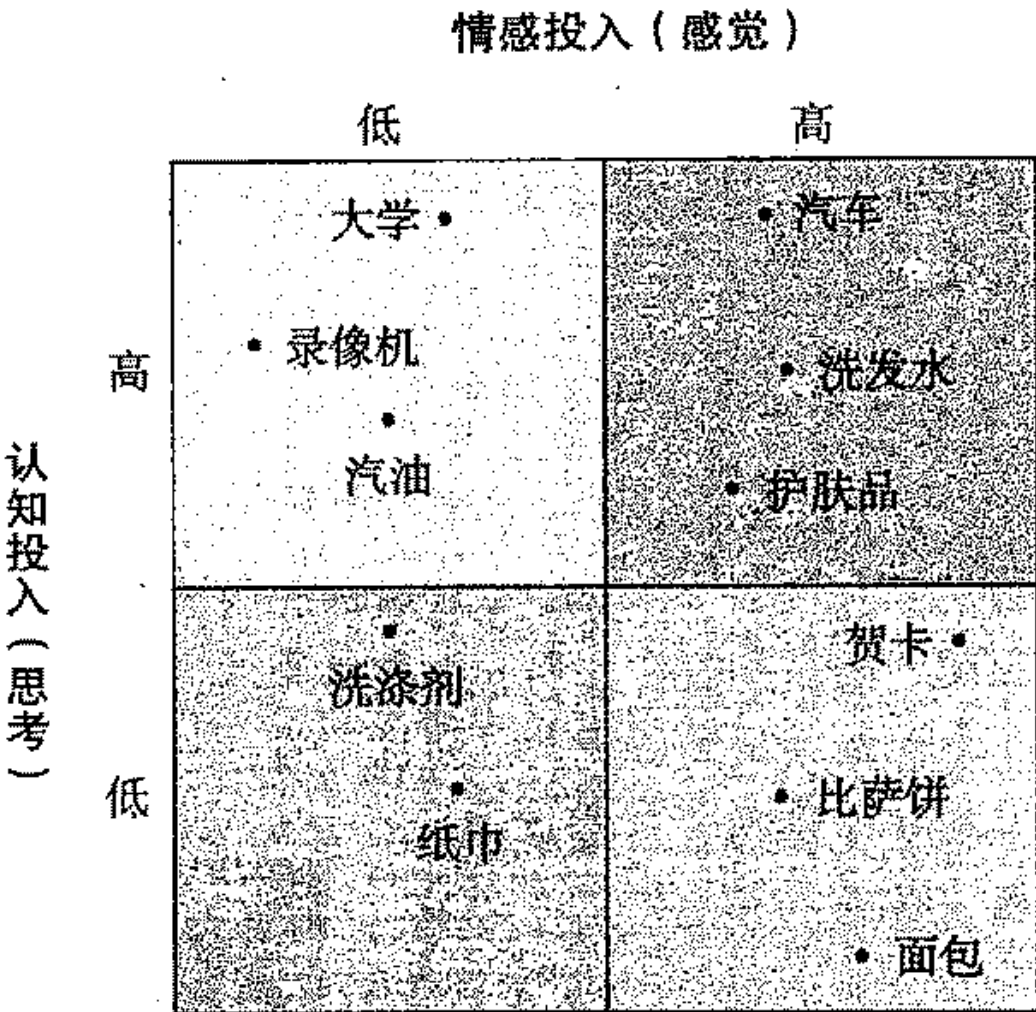 情感投入（感觉）
低 高
大学
汽车
录像机
高
洗发水
汽油
护肤品
认知投入（思考）
贺卡
洗涤剂
低
比萨饼
纸巾
面包